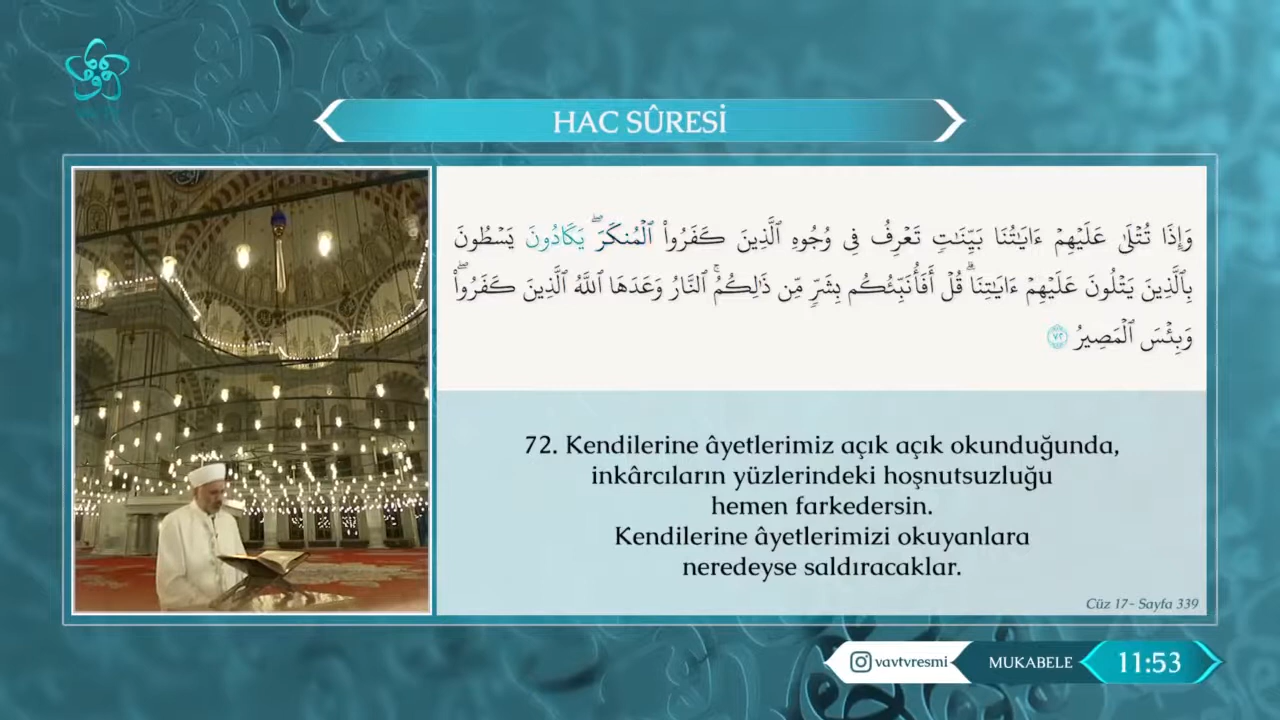 HAC SÛRESİ
وَإِذَا تُتْلَىٰ عَلَيْهِمْ ءَايَٰتُنَا بَيِّنَٰتٍ تَعْرِفُ فِى وُجُوهِ ٱلَّذِينَ كَفَرُوا۟ ٱلْمُنكَرَ ۖ يَكَادُونَ يَسْطُونَ
بِٱلَّذِينَ يَتْلُونَ عَلَيْهِمْ ءَايَٰتِنَا ۗ قُلْ أَفَأُنَبِّئُكُم بِشَرٍّ مِّن ذَٰلِكُمُ ۚ ٱلنَّارُ وَعَدَهَا ٱللَّهُ ٱلَّذِينَ كَفَرُوا۟ ۖ
وَبِئْسَ ٱلْمَصِيرُ ٧٢
72. Kendilerine âyetlerimiz açık açık okunduğunda,
inkârcıların yüzlerindeki hoşnutsuzluğu
hemen farkedersin.
Kendilerine âyetlerimizi okuyanlara
neredeyse saldıracaklar.
Cüz 17- Sayfa 339
vavtvresmi
MUKABELE
11:53